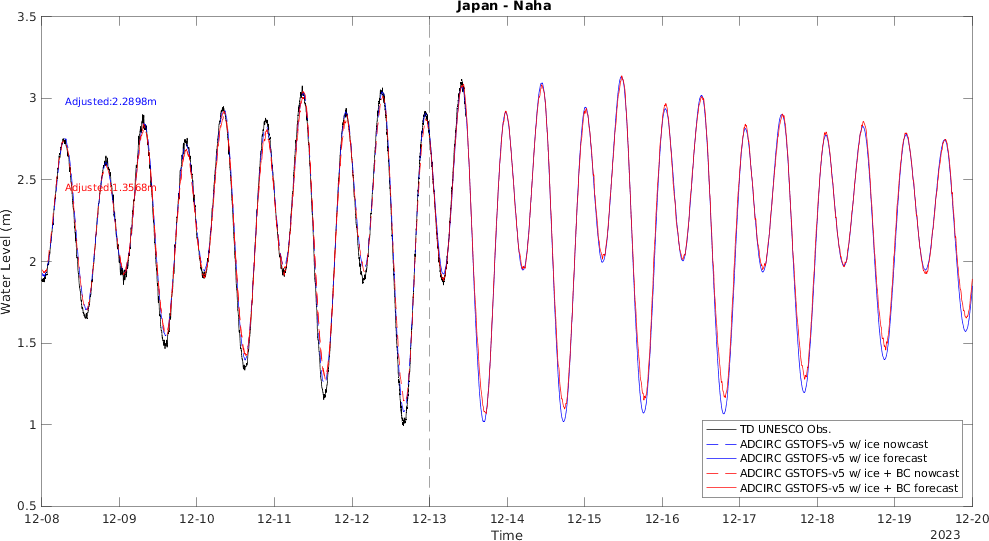 Japan - Naha
3.5
3
2.5
2
1.5
1
0.5
Water Level (m)
Adjusted:2.2898m
Adjusted:1.3568m
TD UNESCO Obs.
ADCIRC GSTOFS-v5 w/ ice nowcast
ADCIRC GSTOFS-v5 w/ ice forecast
ADCIRC GSTOFS-v5 w/ ice + BC nowcast
ADCIRC GSTOFS-v5 w/ ice + BC forecast
12-08 12-09 12-10 12-11 12-12 12-13 12-14 12-15 12-16 12-17 12-18 12-19 12-20
Time
2023